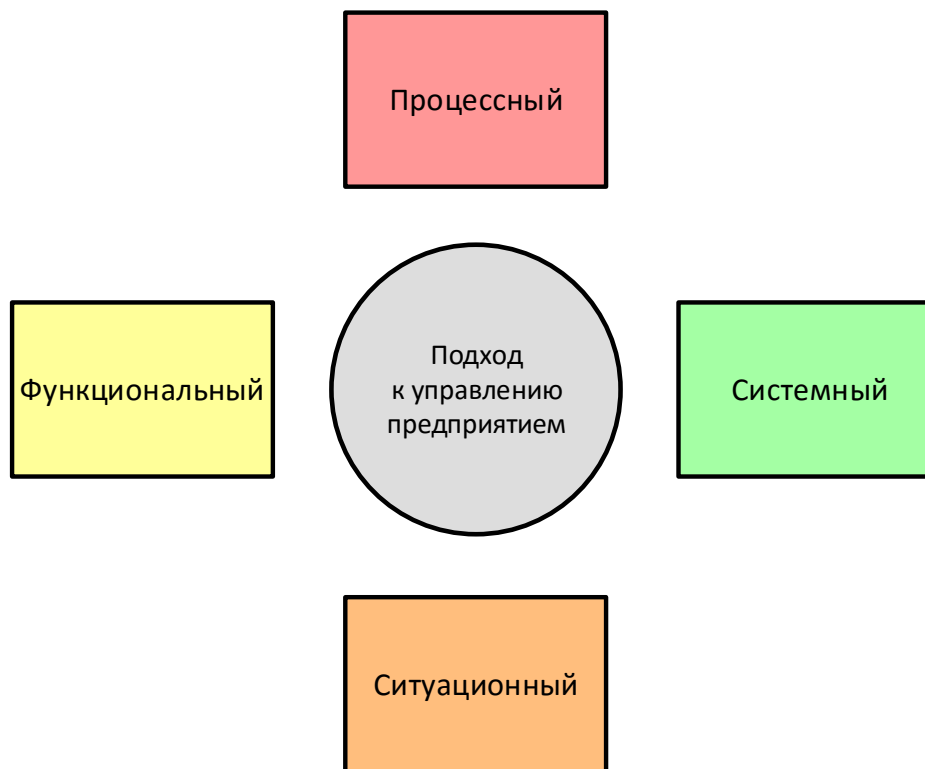 Процессный
Функциональный
Подход
к управлению
предприятием
Системный
Ситуационный